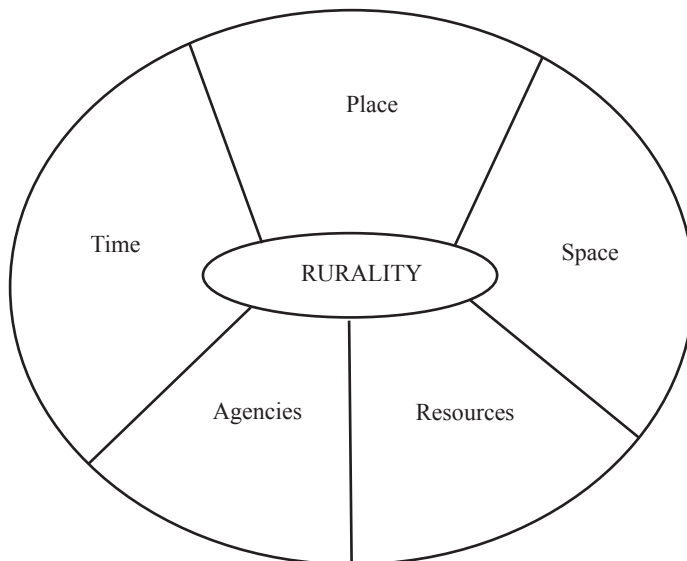 Place
Time
Space
RURALITY
Agencies
Resources